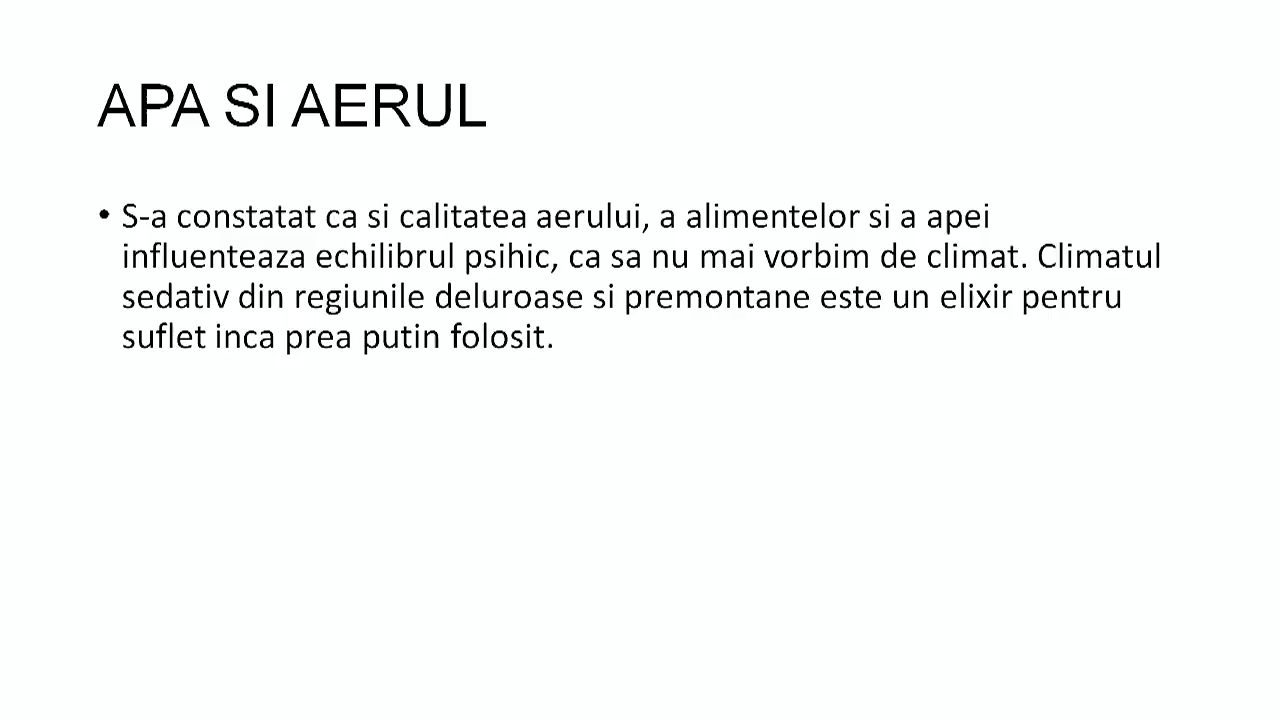 APA SI AERUL
• S-a constatat ca si calitatea aerului, a alimentelor si a apei
influenteaza echilibrul psihic, ca sa nu mai vorbim de climat. Climatul
sedativ din regiunile deluroase si premontane este un elixir pentru
suflet inca prea putin folosit.